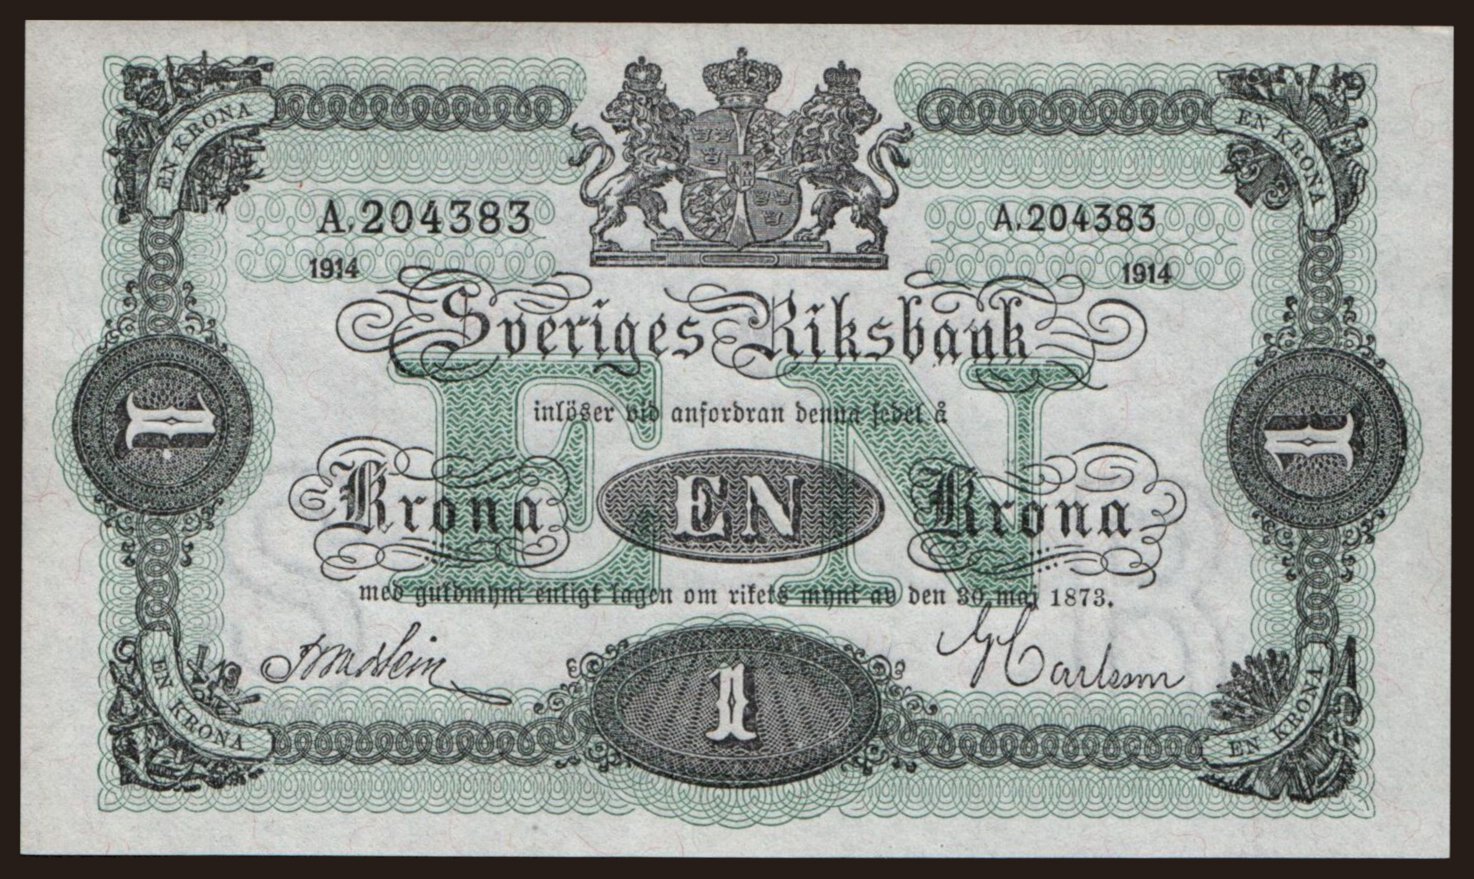 EN KRONA EN KRONA
A.204383 A.204383
1914 1914
Sveriges Riksbank
inlöser vid anfordran denna sedel å
1 1
EN
Krona EN Krona
med guldmynt enligt lagen om rikets mynt av den 30 maj 1873.
1
EN KRONA EN KRONA